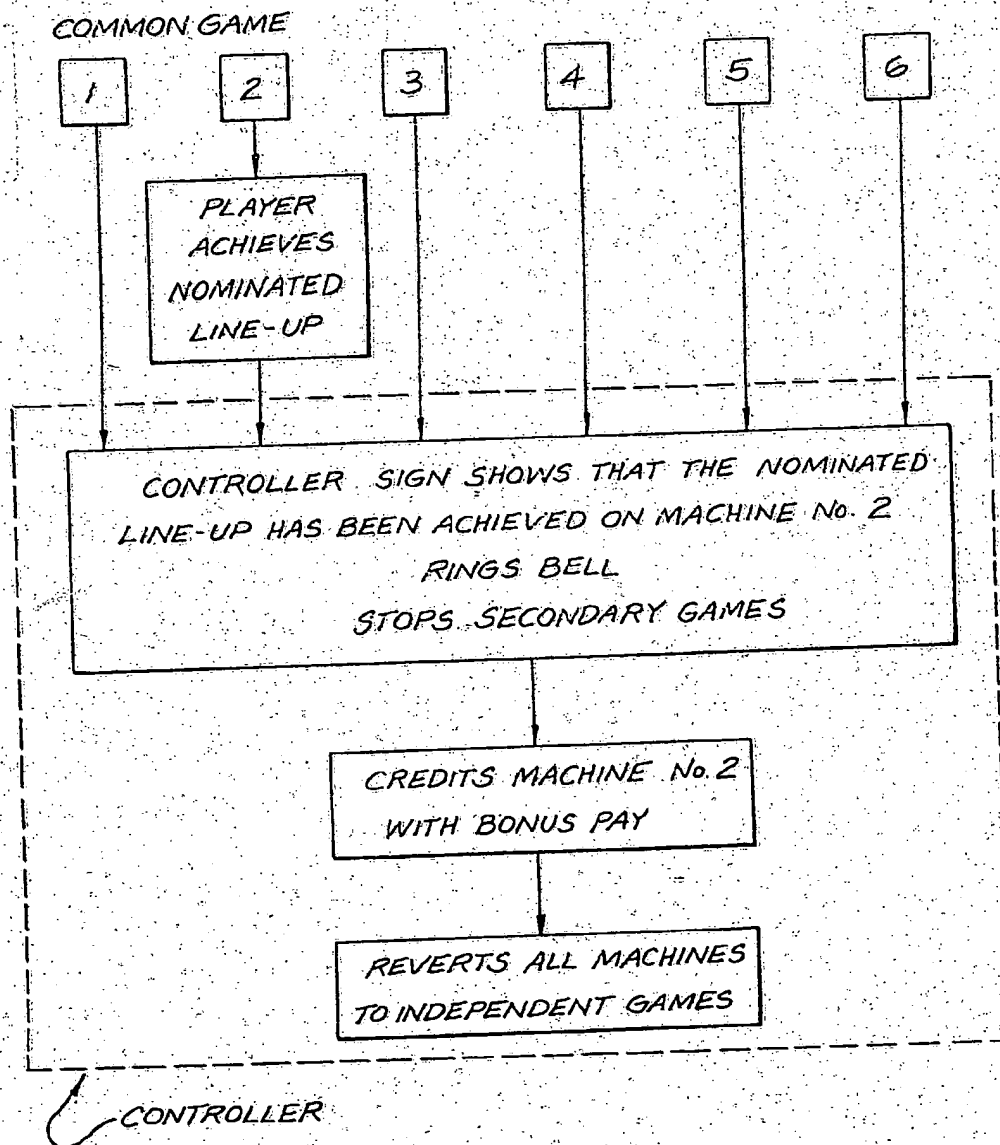 COMMON GAME
1 2 3 4 5 6
PLAYER
ACHIEVES
NOMINATED
LINE-UP
CONTROLLER SIGN SHOWS THAT THE NOMINATED
LINE-UP HAS BEEN ACHIEVED ON MACHINE No. 2
RINGS BELL
STOPS SECONDARY GAMES
CREDITS MACHINE No. 2
WITH BONUS PAY
REVERTS ALL MACHINES
TO INDEPENDENT GAMES
CONTROLLER